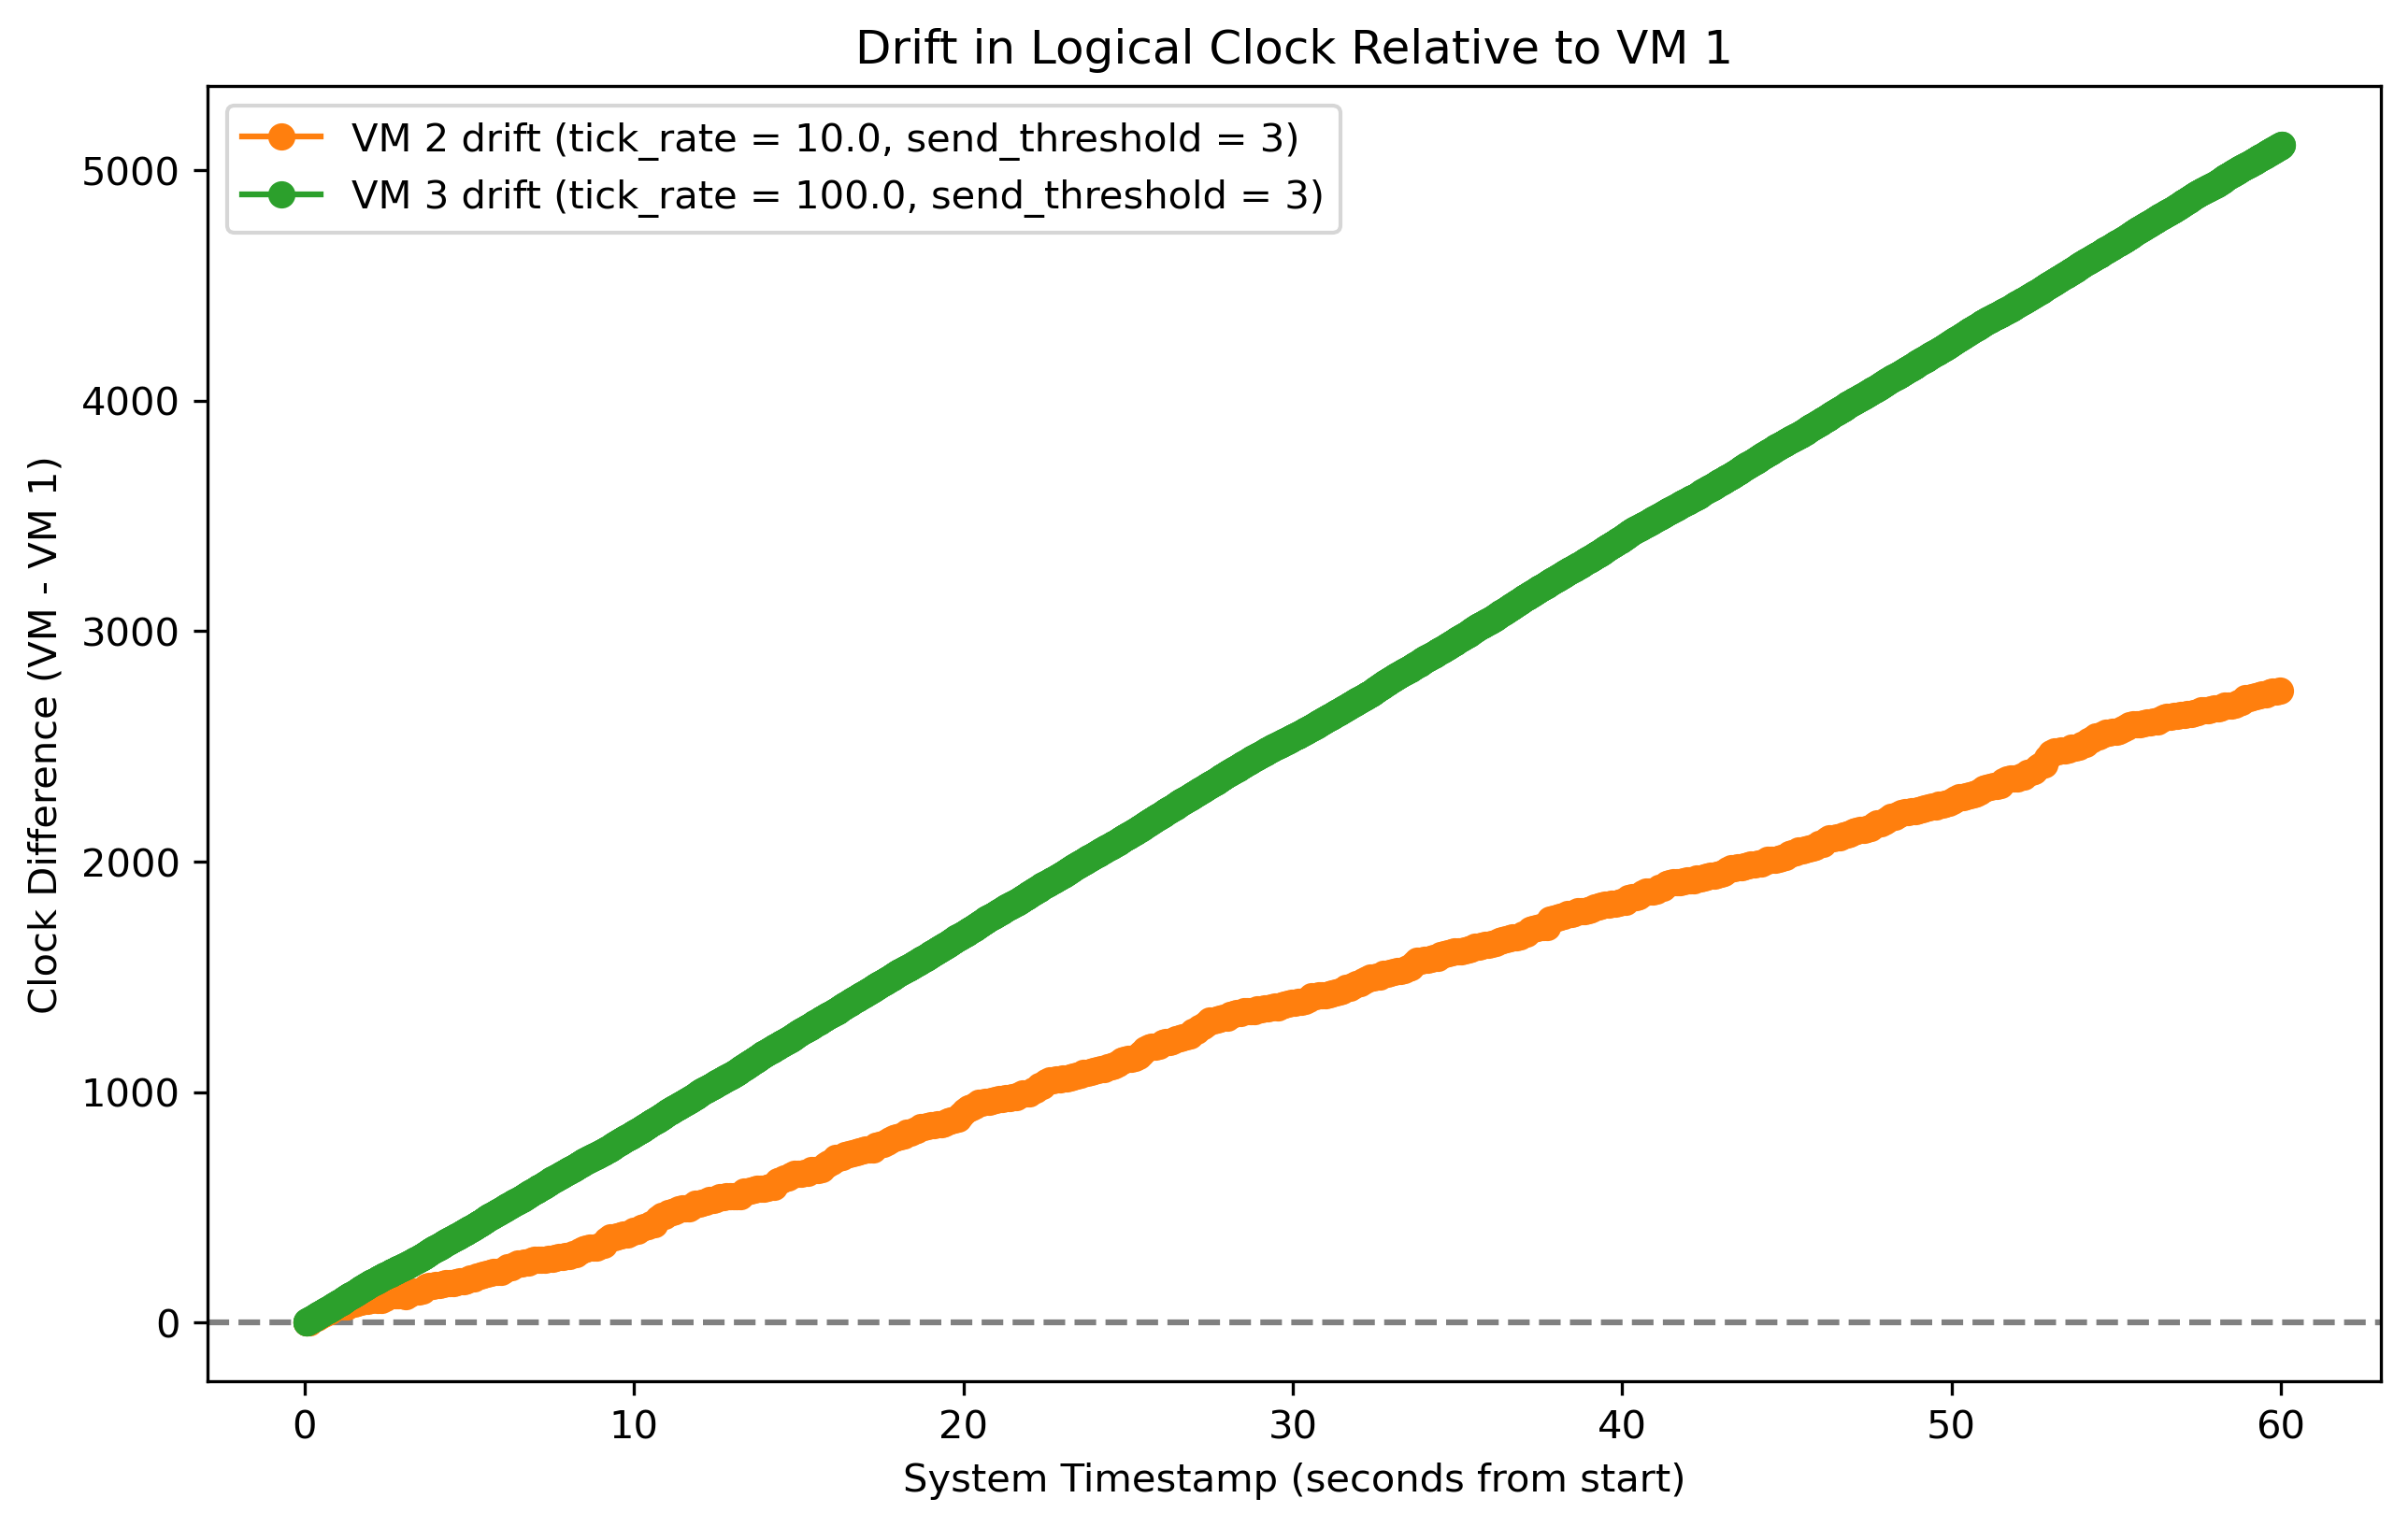 Drift in Logical Clock Relative to VM 1
VM 2 drift (tick_rate = 10.0, send_threshold = 3)
VM 3 drift (tick_rate = 100.0, send_threshold = 3)
Clock Difference (VM - VM 1)
5000
4000
3000
2000
1000
0
0 10 20 30 40 50 60
System Timestamp (seconds from start)